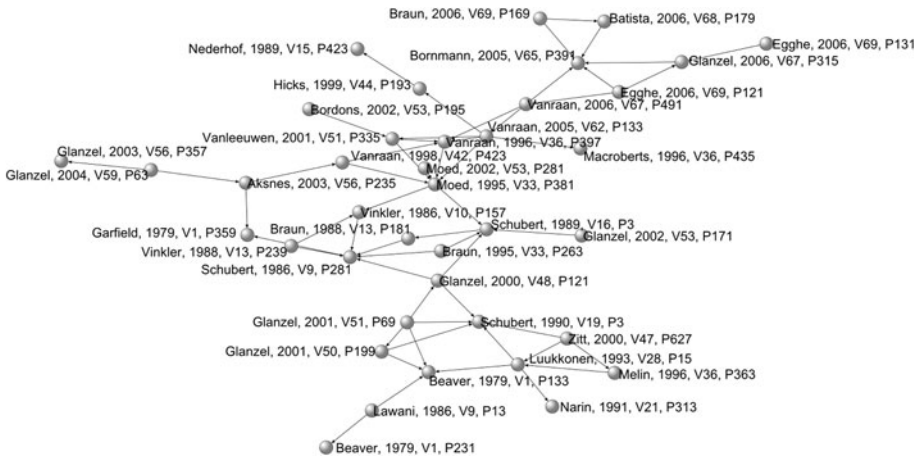 Braun, 2006, V69, P169
Batista, 2006, V68, P179
Egghe, 2006, V69, P131
Nederhof, 1989, V15, P423
Bornmann, 2005, V65, P391
Glanzel, 2006, V67, P315
Hicks, 1999, V44, P193
Egghe, 2006, V69, P121
Bordons, 2002, V53, P195
Vanraan, 2006, V67, P491
Vanraan, 2005, V62, P133
Vanleeuwen, 2001, V51, P335
Vanraan, 1996, V36, P397
Macroberts, 1996, V36, P435
Glanzel, 2003, V56, P357
Vanraan, 1998, V42, P423
Moed, 2002, V53, P281
Glanzel, 2004, V59, P63
Aksnes, 2003, V56, P235
Moed, 1995, V33, P381
Vinkler, 1986, V10, P157
Braun, 1988, V13, P181
Schubert, 1989, V16, P3
Garfield, 1979, V1, P359
Glanzel, 2002, V53, P171
Vinkler, 1988, V13, P239
Braun, 1995, V33, P263
Schubert, 1986, V9, P281
Glanzel, 2000, V48, P121
Glanzel, 2001, V51, P69
Schubert, 1990, V19, P3
Zitt, 2000, V47, P627
Glanzel, 2001, V50, P199
Luukkonen, 1993, V28, P15
Beaver, 1979, V1, P133
Melin, 1996, V36, P363
Lawani, 1986, V9, P13
Narin, 1991, V21, P313
Beaver, 1979, V1, P231